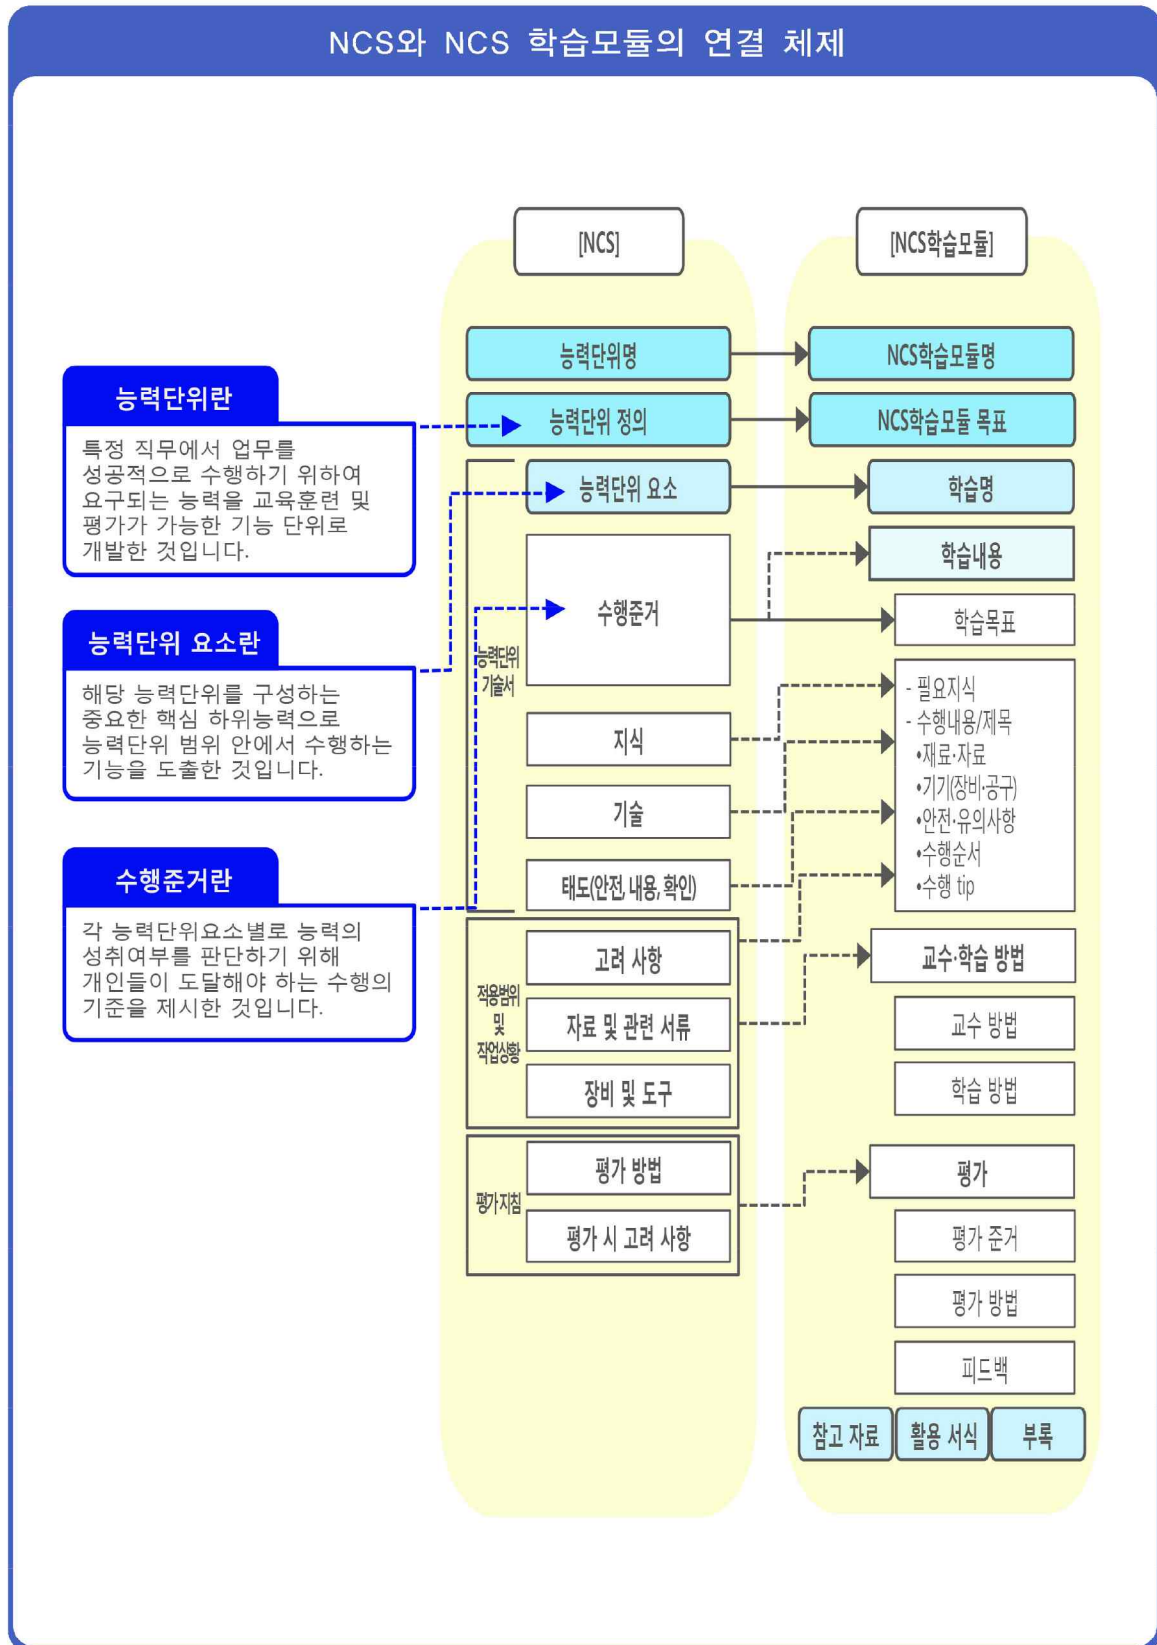 NCS와 NCS 학습모듈의 연결 체제
[NCS]
[NCS학습모듈]
능력단위명
NCS학습모듈명
능력단위란
특정 직무에서 업무를
성공적으로 수행하기 위하여
요구되는 능력을 교육훈련 및
평가가 가능한 기능 단위로
개발한 것입니다.
능력단위 정의
NCS학습모듈 목표
능력단위 요소
학습명
능력단위 요소란
해당 능력단위를 구성하는
중요한 핵심 하위능력으로
능력단위 범위 안에서 수행하는
기능을 도출한 것입니다.
수행준거란
각 능력단위요소별로 능력의
성취여부를 판단하기 위해
개인들이 도달해야 하는 수행의
기준을 제시한 것입니다.
능력단위
기술서
수행준거
지식
기술
태도(안전, 내용, 확인)
적용범위
및
작업상황
고려 사항
자료 및 관련 서류
장비 및 도구
평가지침
평가 방법
평가 시 고려 사항
학습내용
학습목표
- 필요지식
- 수행내용/제목
•재료·자료
•기기(장비·공구)
•안전·유의사항
•수행순서
•수행 tip
교수·학습 방법
교수 방법
학습 방법
평가
평가 준거
평가 방법
피드백
참고 자료
활용 서식
부록